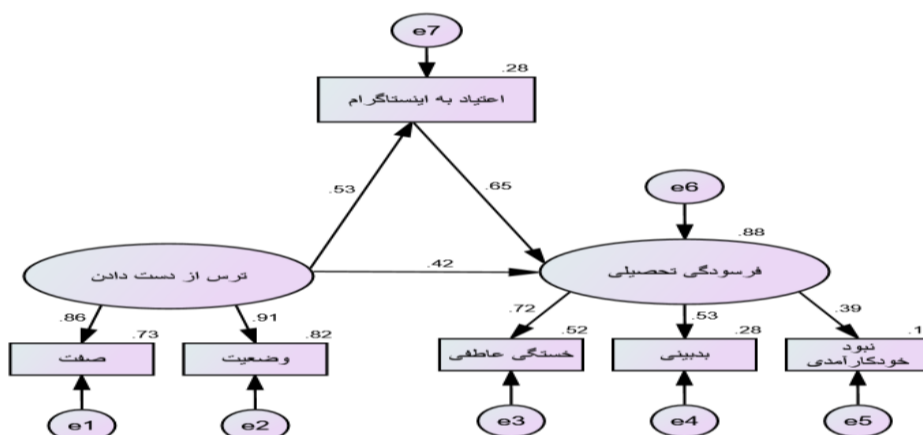 e7
.28
اعتیاد به اینستاگرام
.53
.65
e6
.88
ترس از دست دادن
.42
فرسودگی تحصیلی
.86
.73
.91
.82
.72
.52
.53
.28
.39
.1
صفت
وضعیت
خستگی عاطفی
بدبینی
نبود
خودکارآمدی
e1
e2
e3
e4
e5